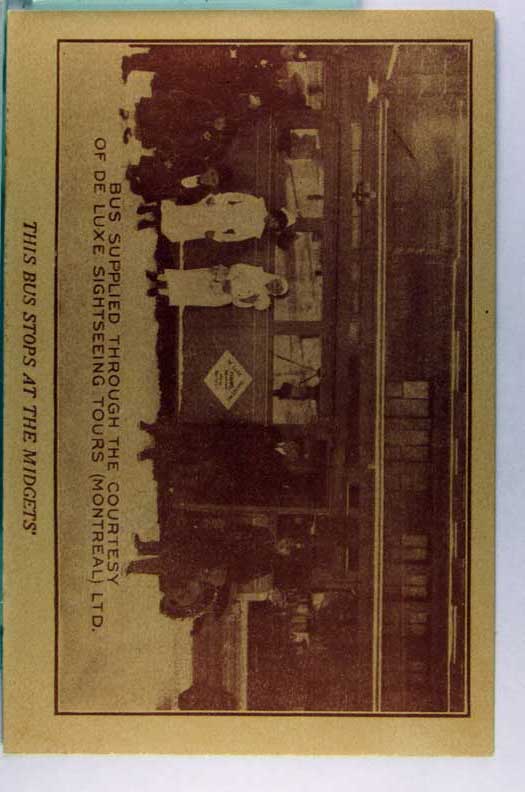 BUS SUPPLIED THROUGH THE COURTESY
OF DE LUXE SIGHTSEEING TOURS (MONTREAL) LTD.
THIS BUS STOPS AT THE MIDGETS'